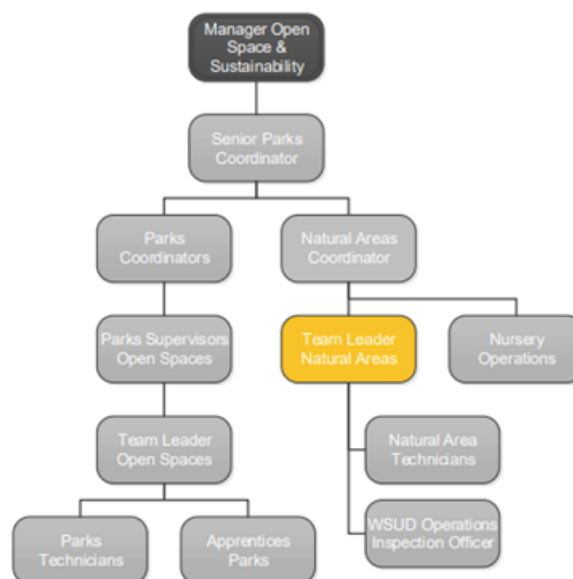 Manager Open
Space &
Sustainability
Senior Parks
Coordinator
Parks
Coordinators
Natural Areas
Coordinator
Parks Supervisors
Open Spaces
Team Leader
Natural Areas
Nursery
Operations
Team Leader
Open Spaces
Natural Area
Technicians
Parks
Technicians
Apprentices
Parks
WSUD Operations
Inspection Officer